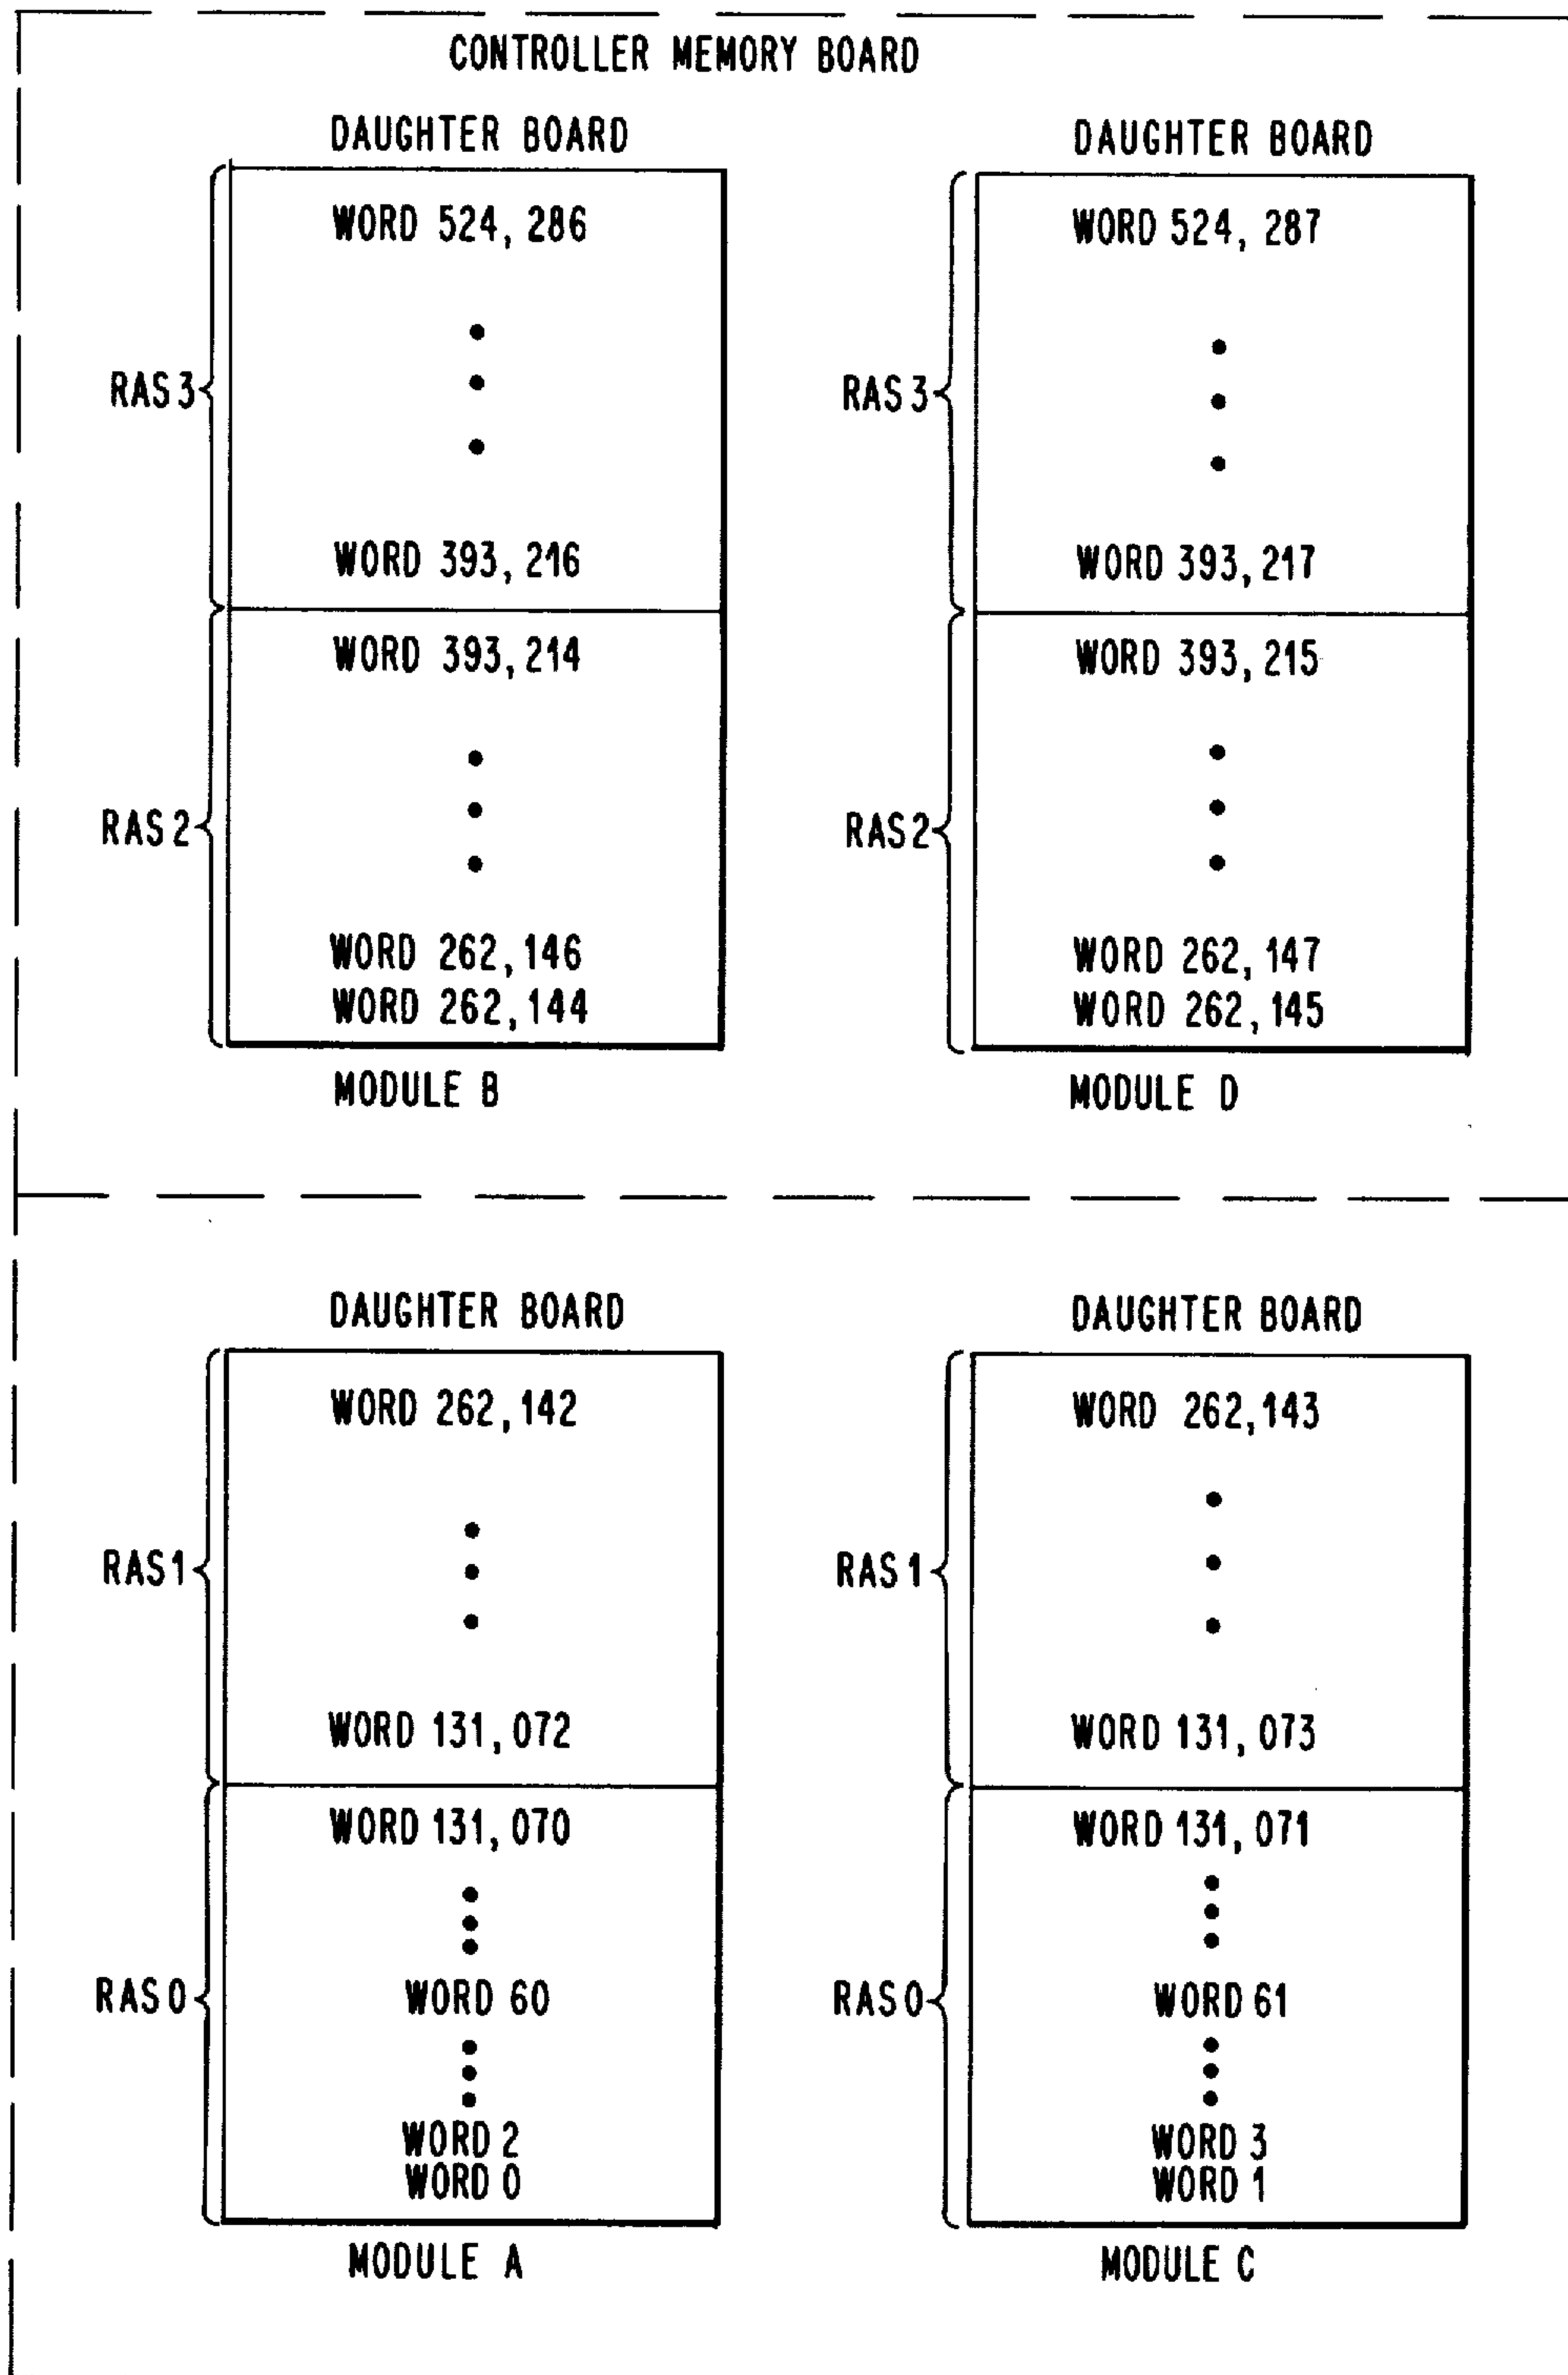 CONTROLLER MEMORY BOARD
DAUGHTER BOARD
WORD 524, 286
RAS 3
WORD 393, 216
WORD 393, 214
RAS 2
WORD 262, 146
WORD 262, 144
MODULE B
DAUGHTER BOARD
WORD 524, 287
RAS 3
WORD 393, 217
WORD 393, 215
RAS 2
WORD 262, 147
WORD 262, 145
MODULE D
DAUGHTER BOARD
WORD 262, 142
RAS 1
WORD 131, 072
WORD 131, 070
RAS 0
WORD 60
WORD 2
WORD 0
MODULE A
DAUGHTER BOARD
WORD 262, 143
RAS 1
WORD 131, 073
WORD 131, 071
RAS 0
WORD 61
WORD 3
WORD 1
MODULE C